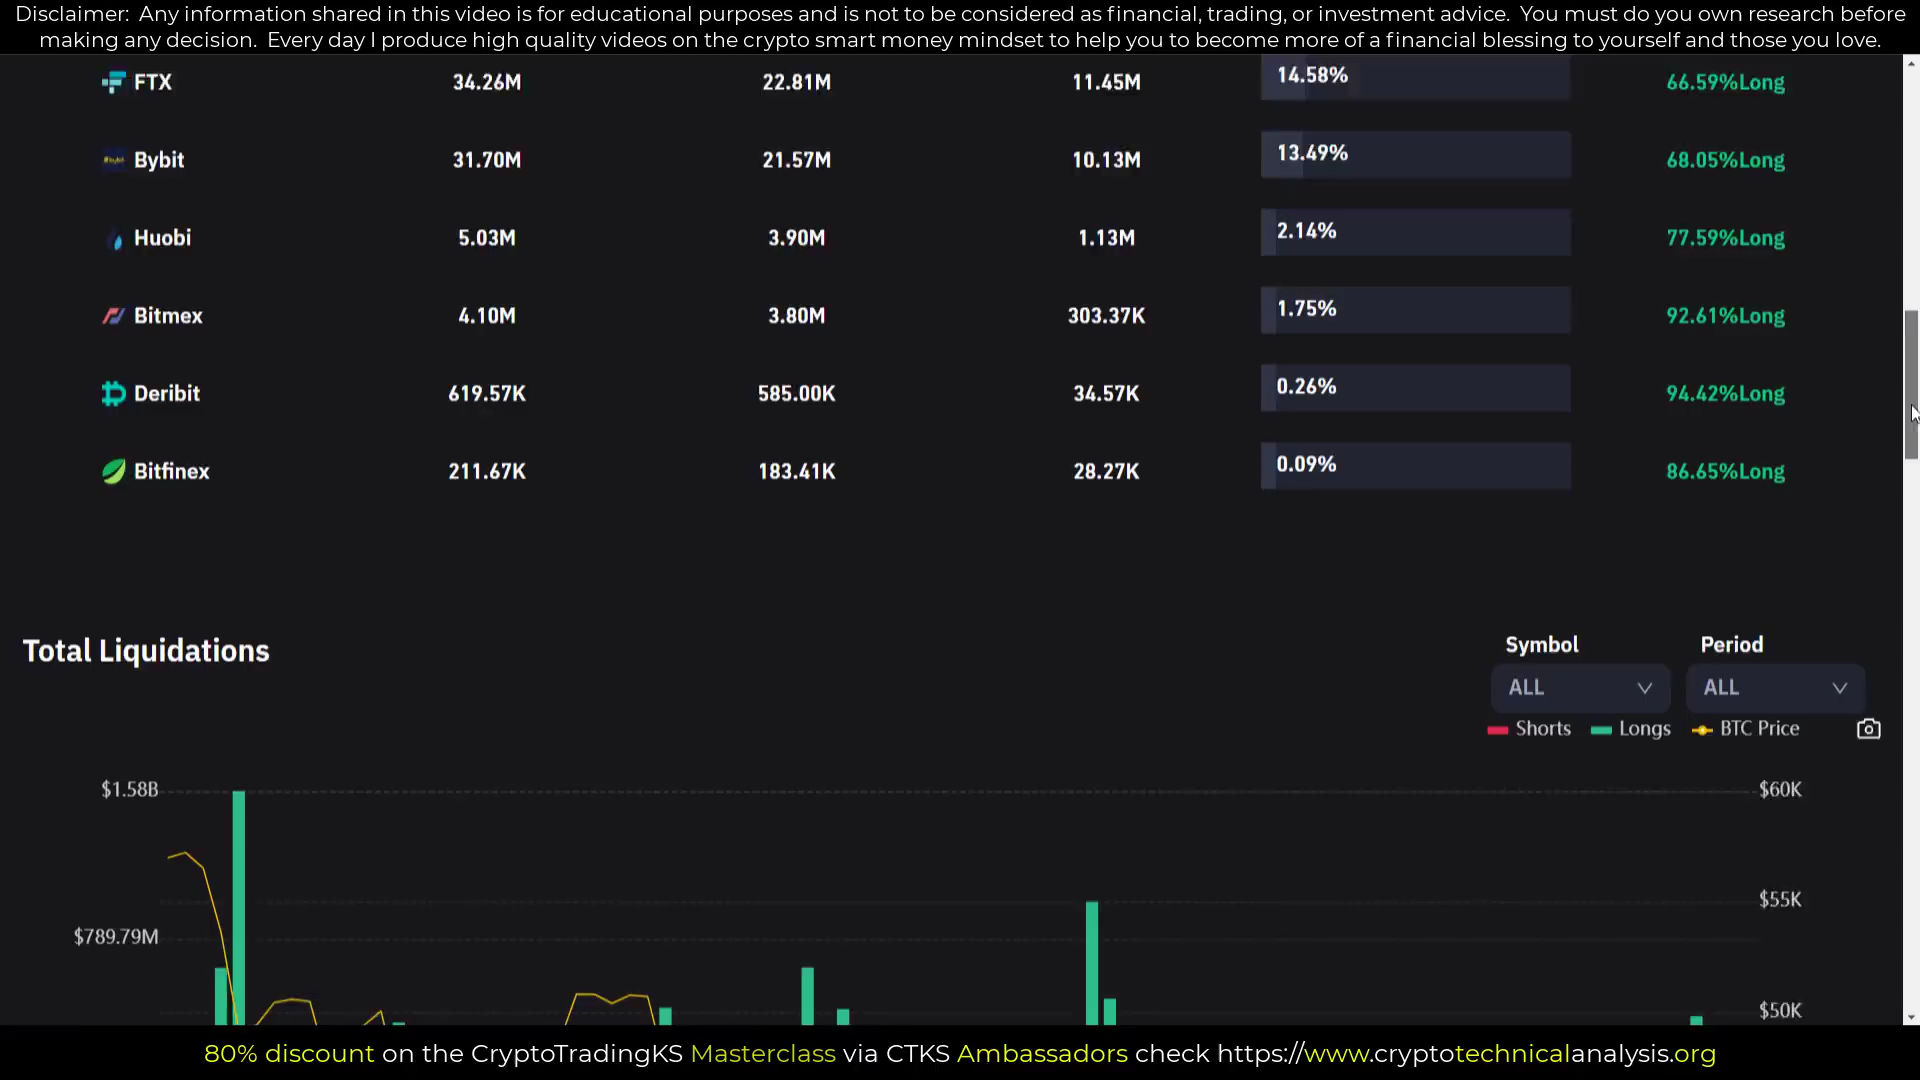 Disclaimer: Any information shared in this video is for educational purposes and is not to be considered as financial, trading, or investment advice. You must do you own research before
making any decision. Every day I produce high quality videos on the crypto smart money mindset to help you to become more of a financial blessing to yourself and those you love.
FTX 34.26M 22.81M 11.45M 14.58% 66.59%Long
Bybit 31.70M 21.57M 10.13M 13.49% 68.05%Long
Huobi 5.03M 3.90M 1.13M 2.14% 77.59%Long
Bitmex 4.10M 3.80M 303.37K 1.75% 92.61%Long
Deribit 619.57K 585.00K 34.57K 0.26% 94.42%Long
Bitfinex 211.67K 183.41K 28.27K 0.09% 86.65%Long
Total Liquidations
Symbol Period
ALL ALL
Shorts Longs BTC Price
$1.58B $60K
$55K
$789.79M
$50K
80% discount on the CryptoTradingKS Masterclass via CTKS Ambassadors check https://www.cryptotechnicalanalysis.org